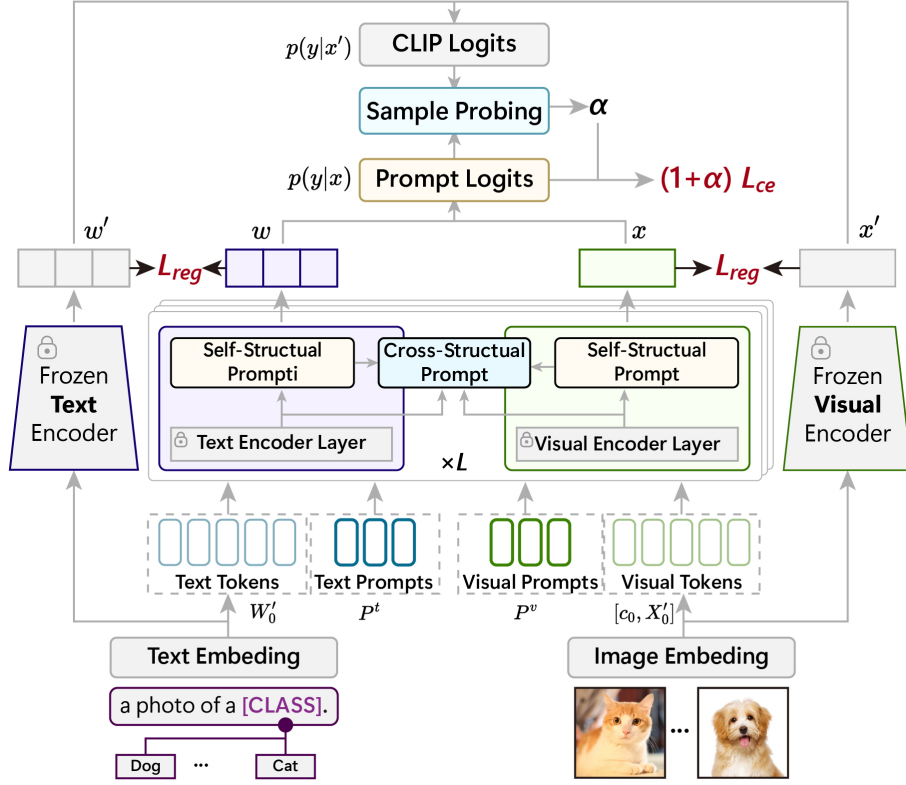 p(y|x′)
CLIP Logits
Sample Probing
α
p(y|x)
Prompt Logits
(1+α) Lce
w′
w
x
x′
Lreg
Lreg
Frozen
Text
Encoder
Self-Structual
Prompti
Cross-Structual
Prompt
Self-Structual
Prompt
Frozen
Visual
Encoder
Text Encoder Layer
Visual Encoder Layer
×L
Text Tokens
Text Prompts
Visual Prompts
Visual Tokens
W′0
Pt
Pv
[c0, X′0]
Text Embeding
Image Embeding
a photo of a [CLASS].
Dog
...
Cat
...